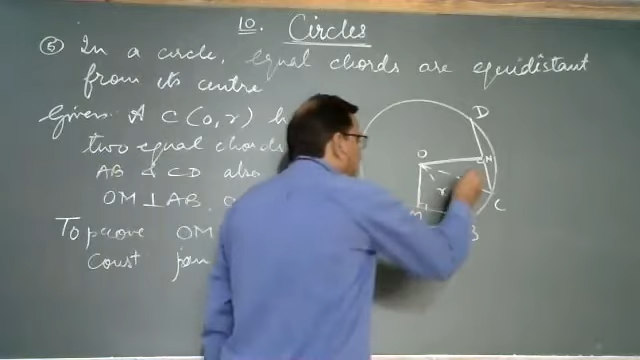 10. Circles
⑤ In a circle, equal chords are equidistant
from its centre
Given A C(O,r) h
two equal chords
AB & CD also
OM ⊥ AB.
To prove OM
Const join
D
O
N
r
C
M
B